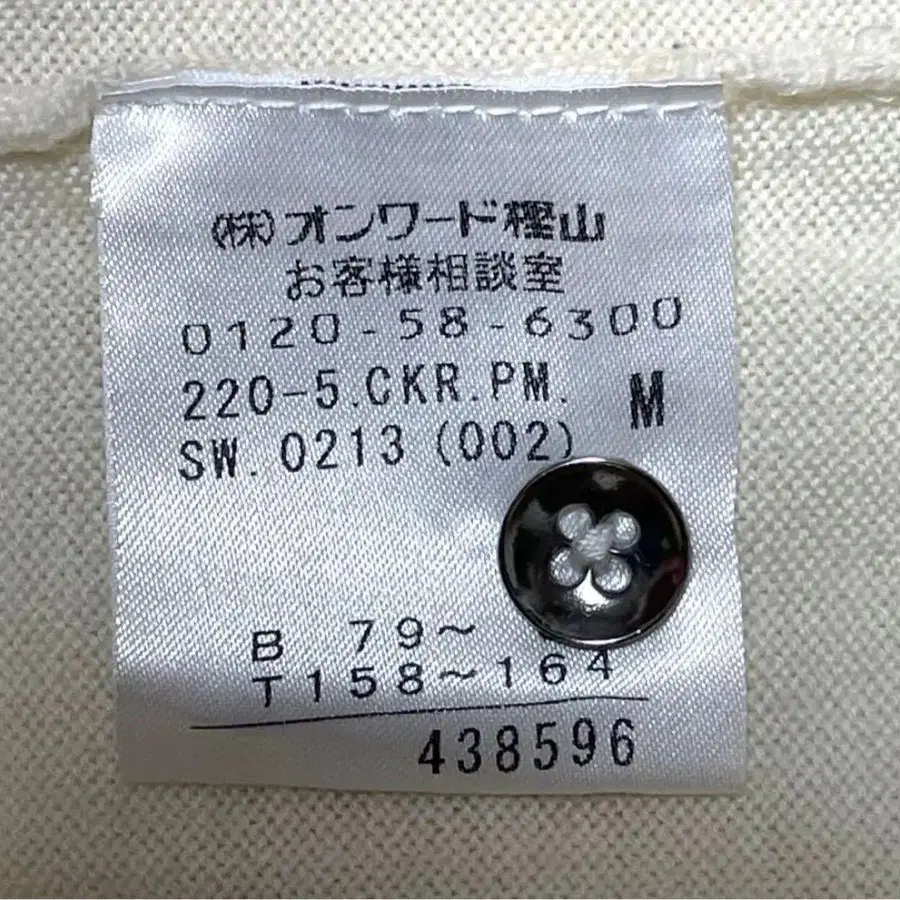 (株)オンワード樫山
お客様相談室
0120-58-6300
220-5.CKR.PM. M
SW.0213(002)
B 79~
T158~164
438596